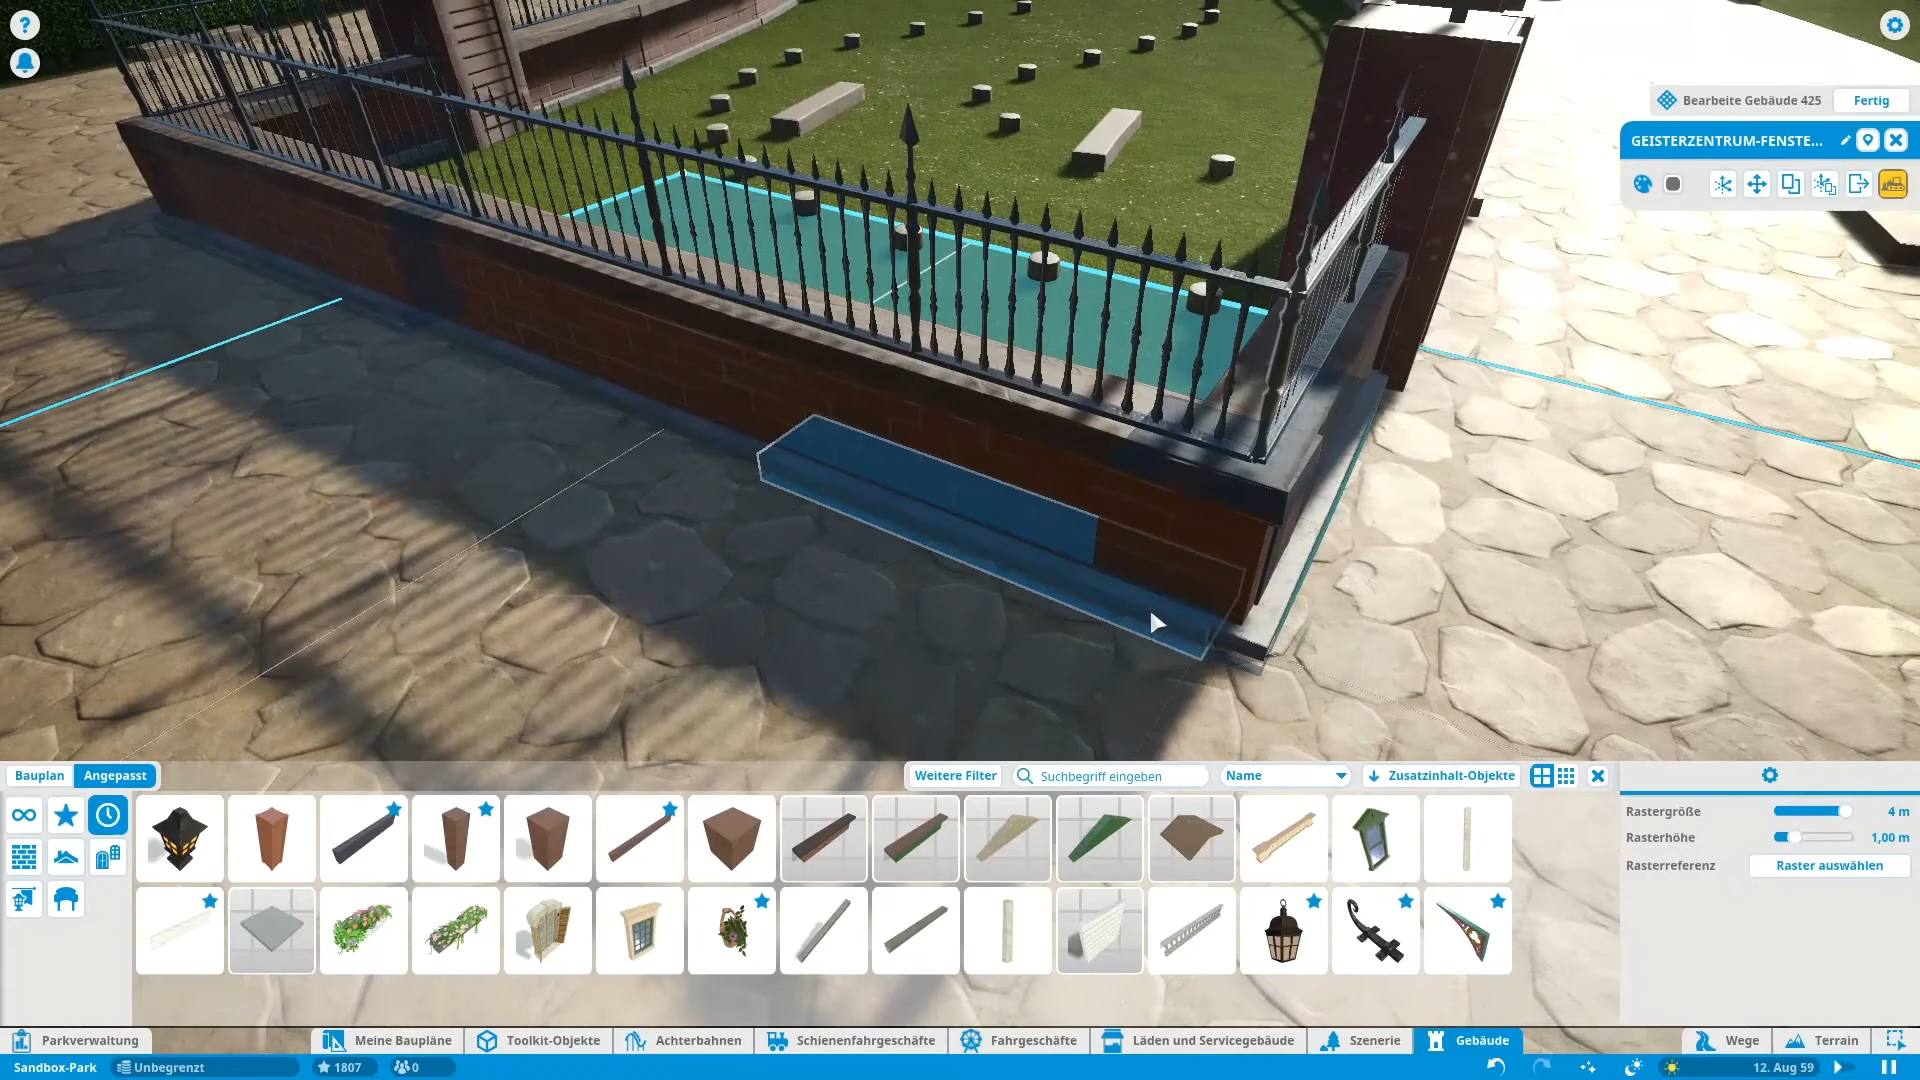 ?
Bearbeite Gebäude 425
Fertig
GEISTERZENTRUM-FENSTE...
Bauplan
Angepasst
Weitere Filter
Suchbegriff eingeben
Name
Zusatzinhalt-Objekte
Rastergröße
4 m
Rasterhöhe
1,00 m
Rasterreferenz
Raster auswählen
Parkverwaltung
Meine Baupläne
Toolkit-Objekte
Achterbahnen
Schienenfahrgeschäfte
Fahrgeschäfte
Läden und Servicegebäude
Szenerie
Gebäude
Wege
Terrain
Sandbox-Park
Unbegrenzt
1807
0
12. Aug 59